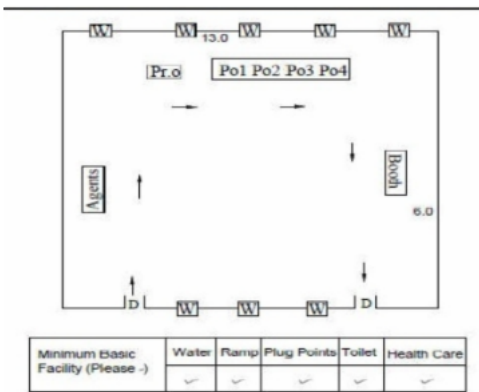 W W W W W
13.0
Pr.o Po1 Po2 Po3 Po4
Agents
Booth
6.0
D W W W D
Minimum Basic Facility (Please -) Water Ramp Plug Points Toilet Health Care